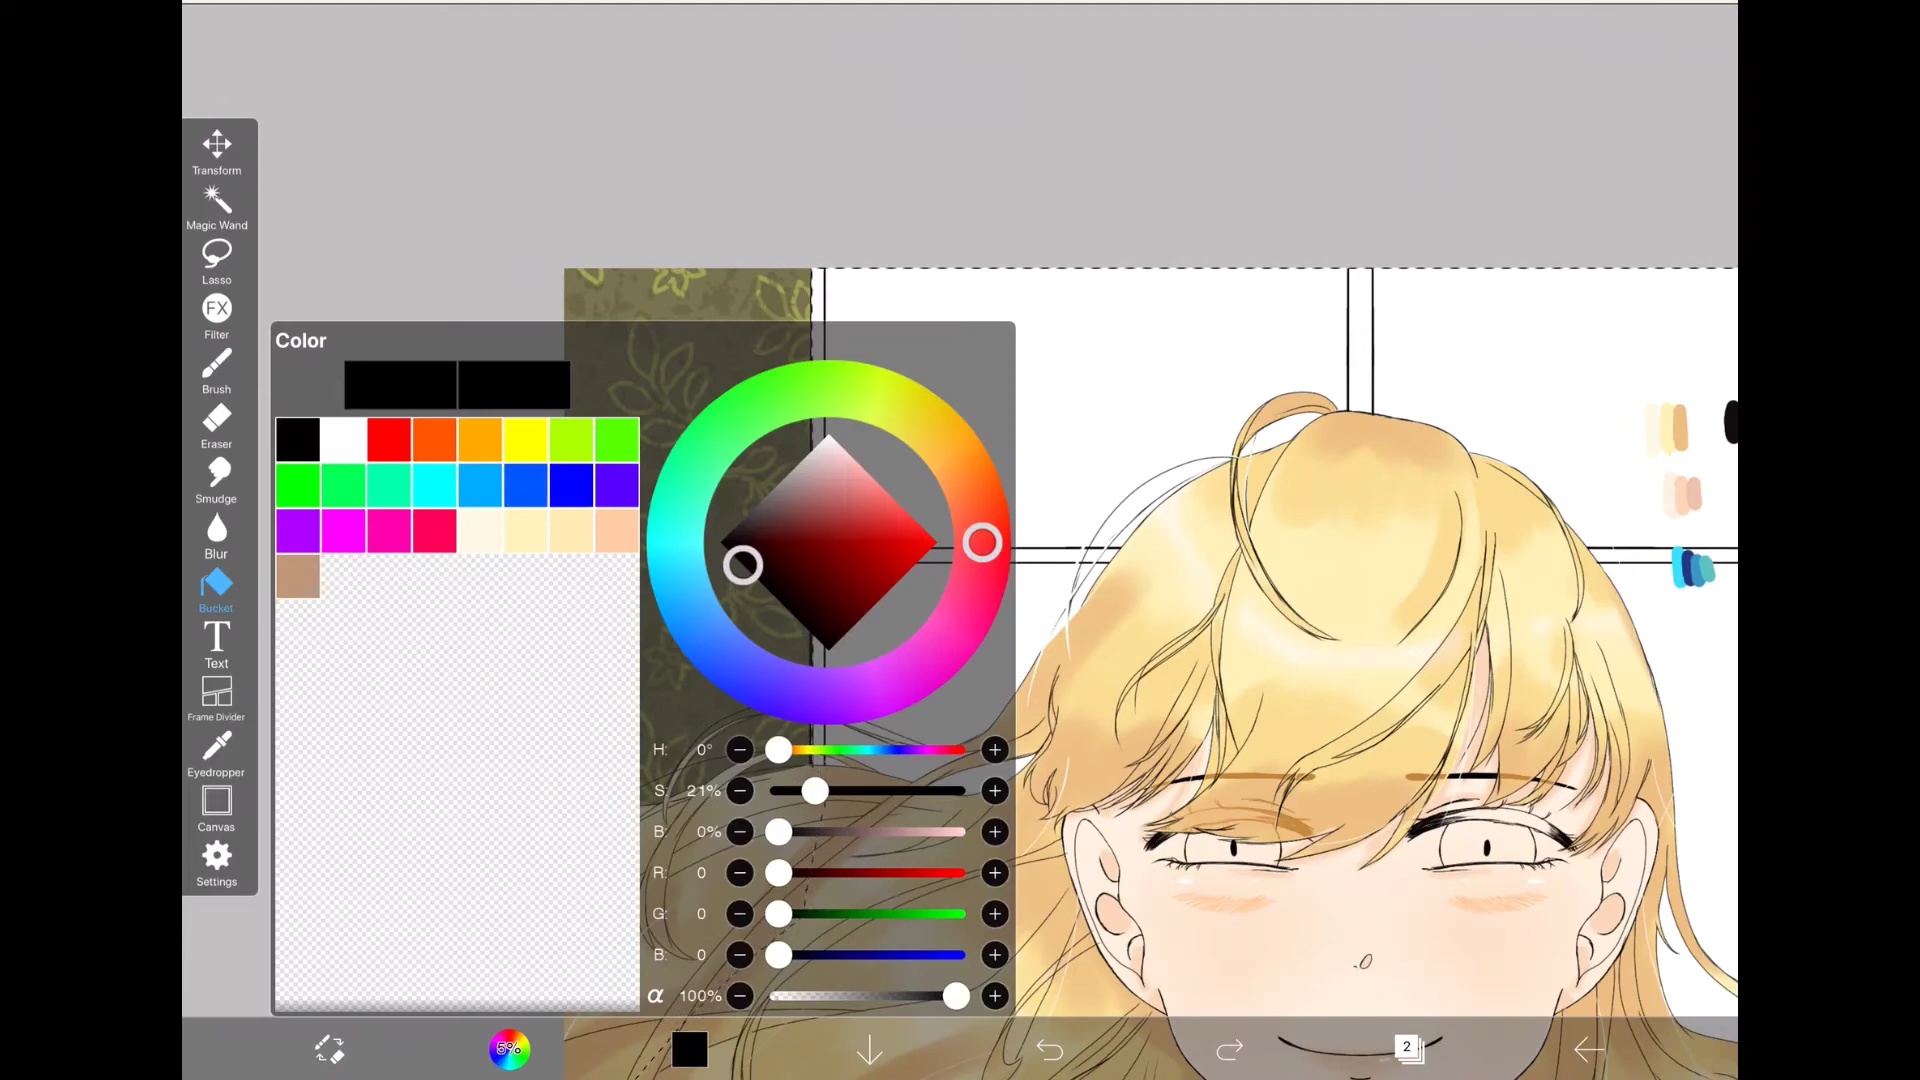 Transform
Magic Wand
Lasso
FX
Filter
Brush
Eraser
Smudge
Blur
Bucket
T
Text
Frame Divider
Eyedropper
Canvas
Settings
Color
H: 0°
S: 21%
B: 0%
R: 0
G: 0
B: 0
α 100%
5%
2